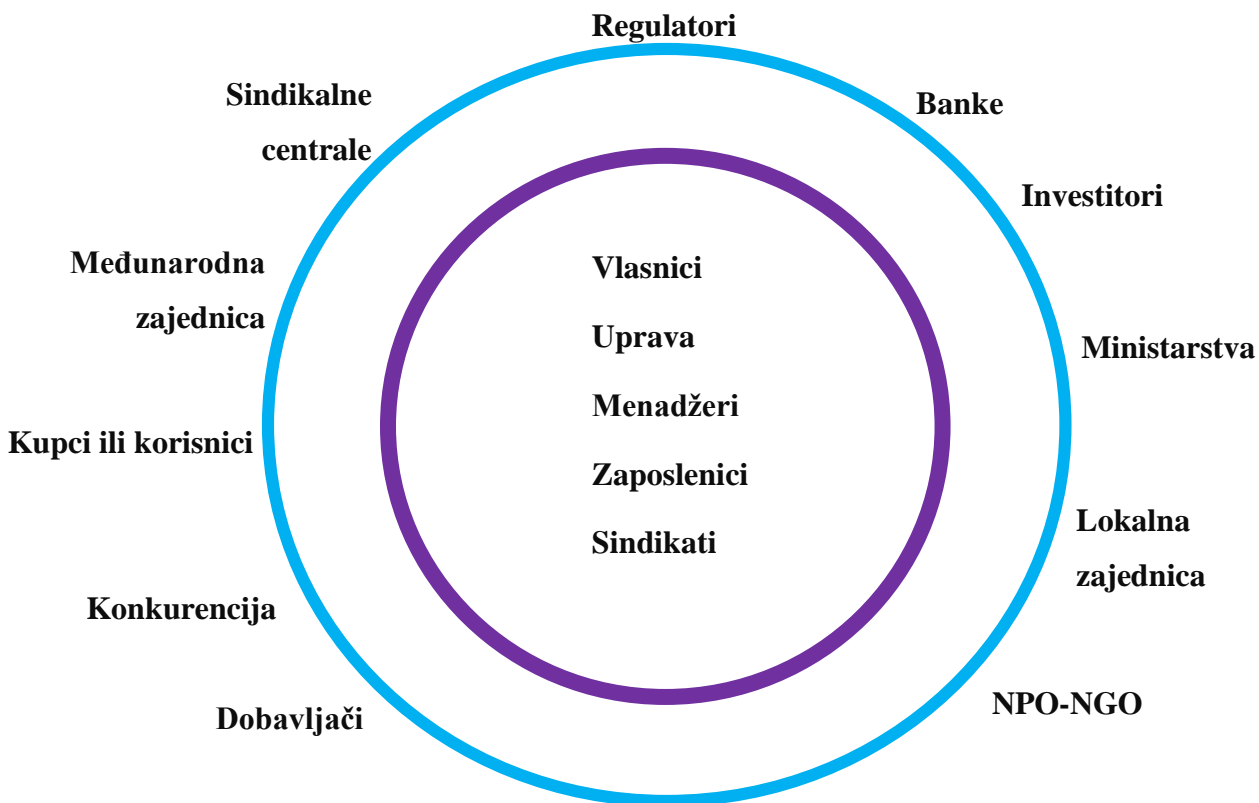 Regulatori
Sindikalne
centrale
Banke
Investitori
Međunarodna
zajednica
Vlasnici
Uprava
Menadžeri
Zaposlenici
Sindikati
Ministarstva
Kupci ili korisnici
Lokalna
zajednica
Konkurencija
Dobavljači
NPO-NGO